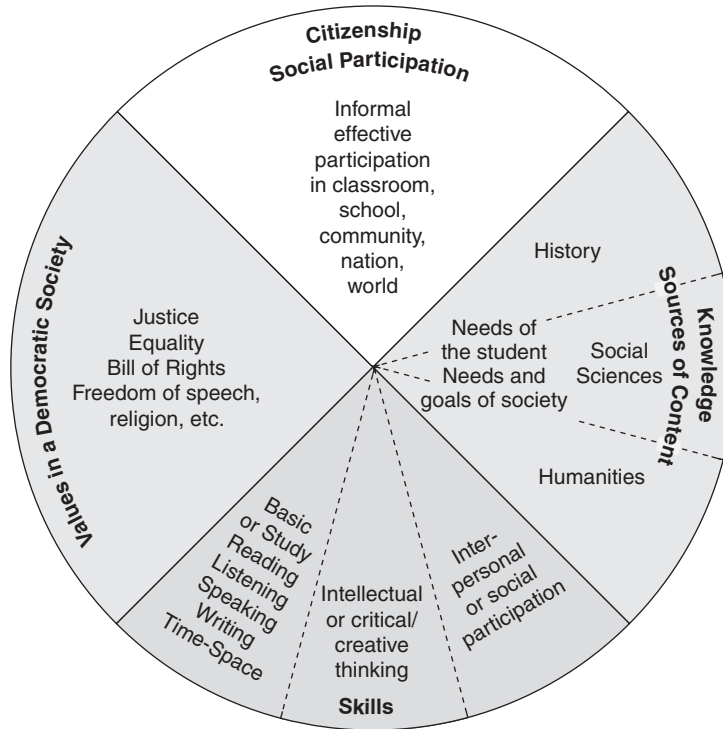 Citizenship
Social Participation
Informal
effective
participation
in classroom,
school,
community,
nation,
world
Values in a Democratic Society
Justice
Equality
Bill of Rights
Freedom of speech,
religion, etc.
History
Needs of
the student
Needs and
goals of society
Social
Sciences
Humanities
Knowledge
Sources of Content
Basic
or Study
Reading
Listening
Speaking
Writing
Time-Space
Intellectual
or critical/
creative
thinking
Inter-
personal
or social
participation
Skills